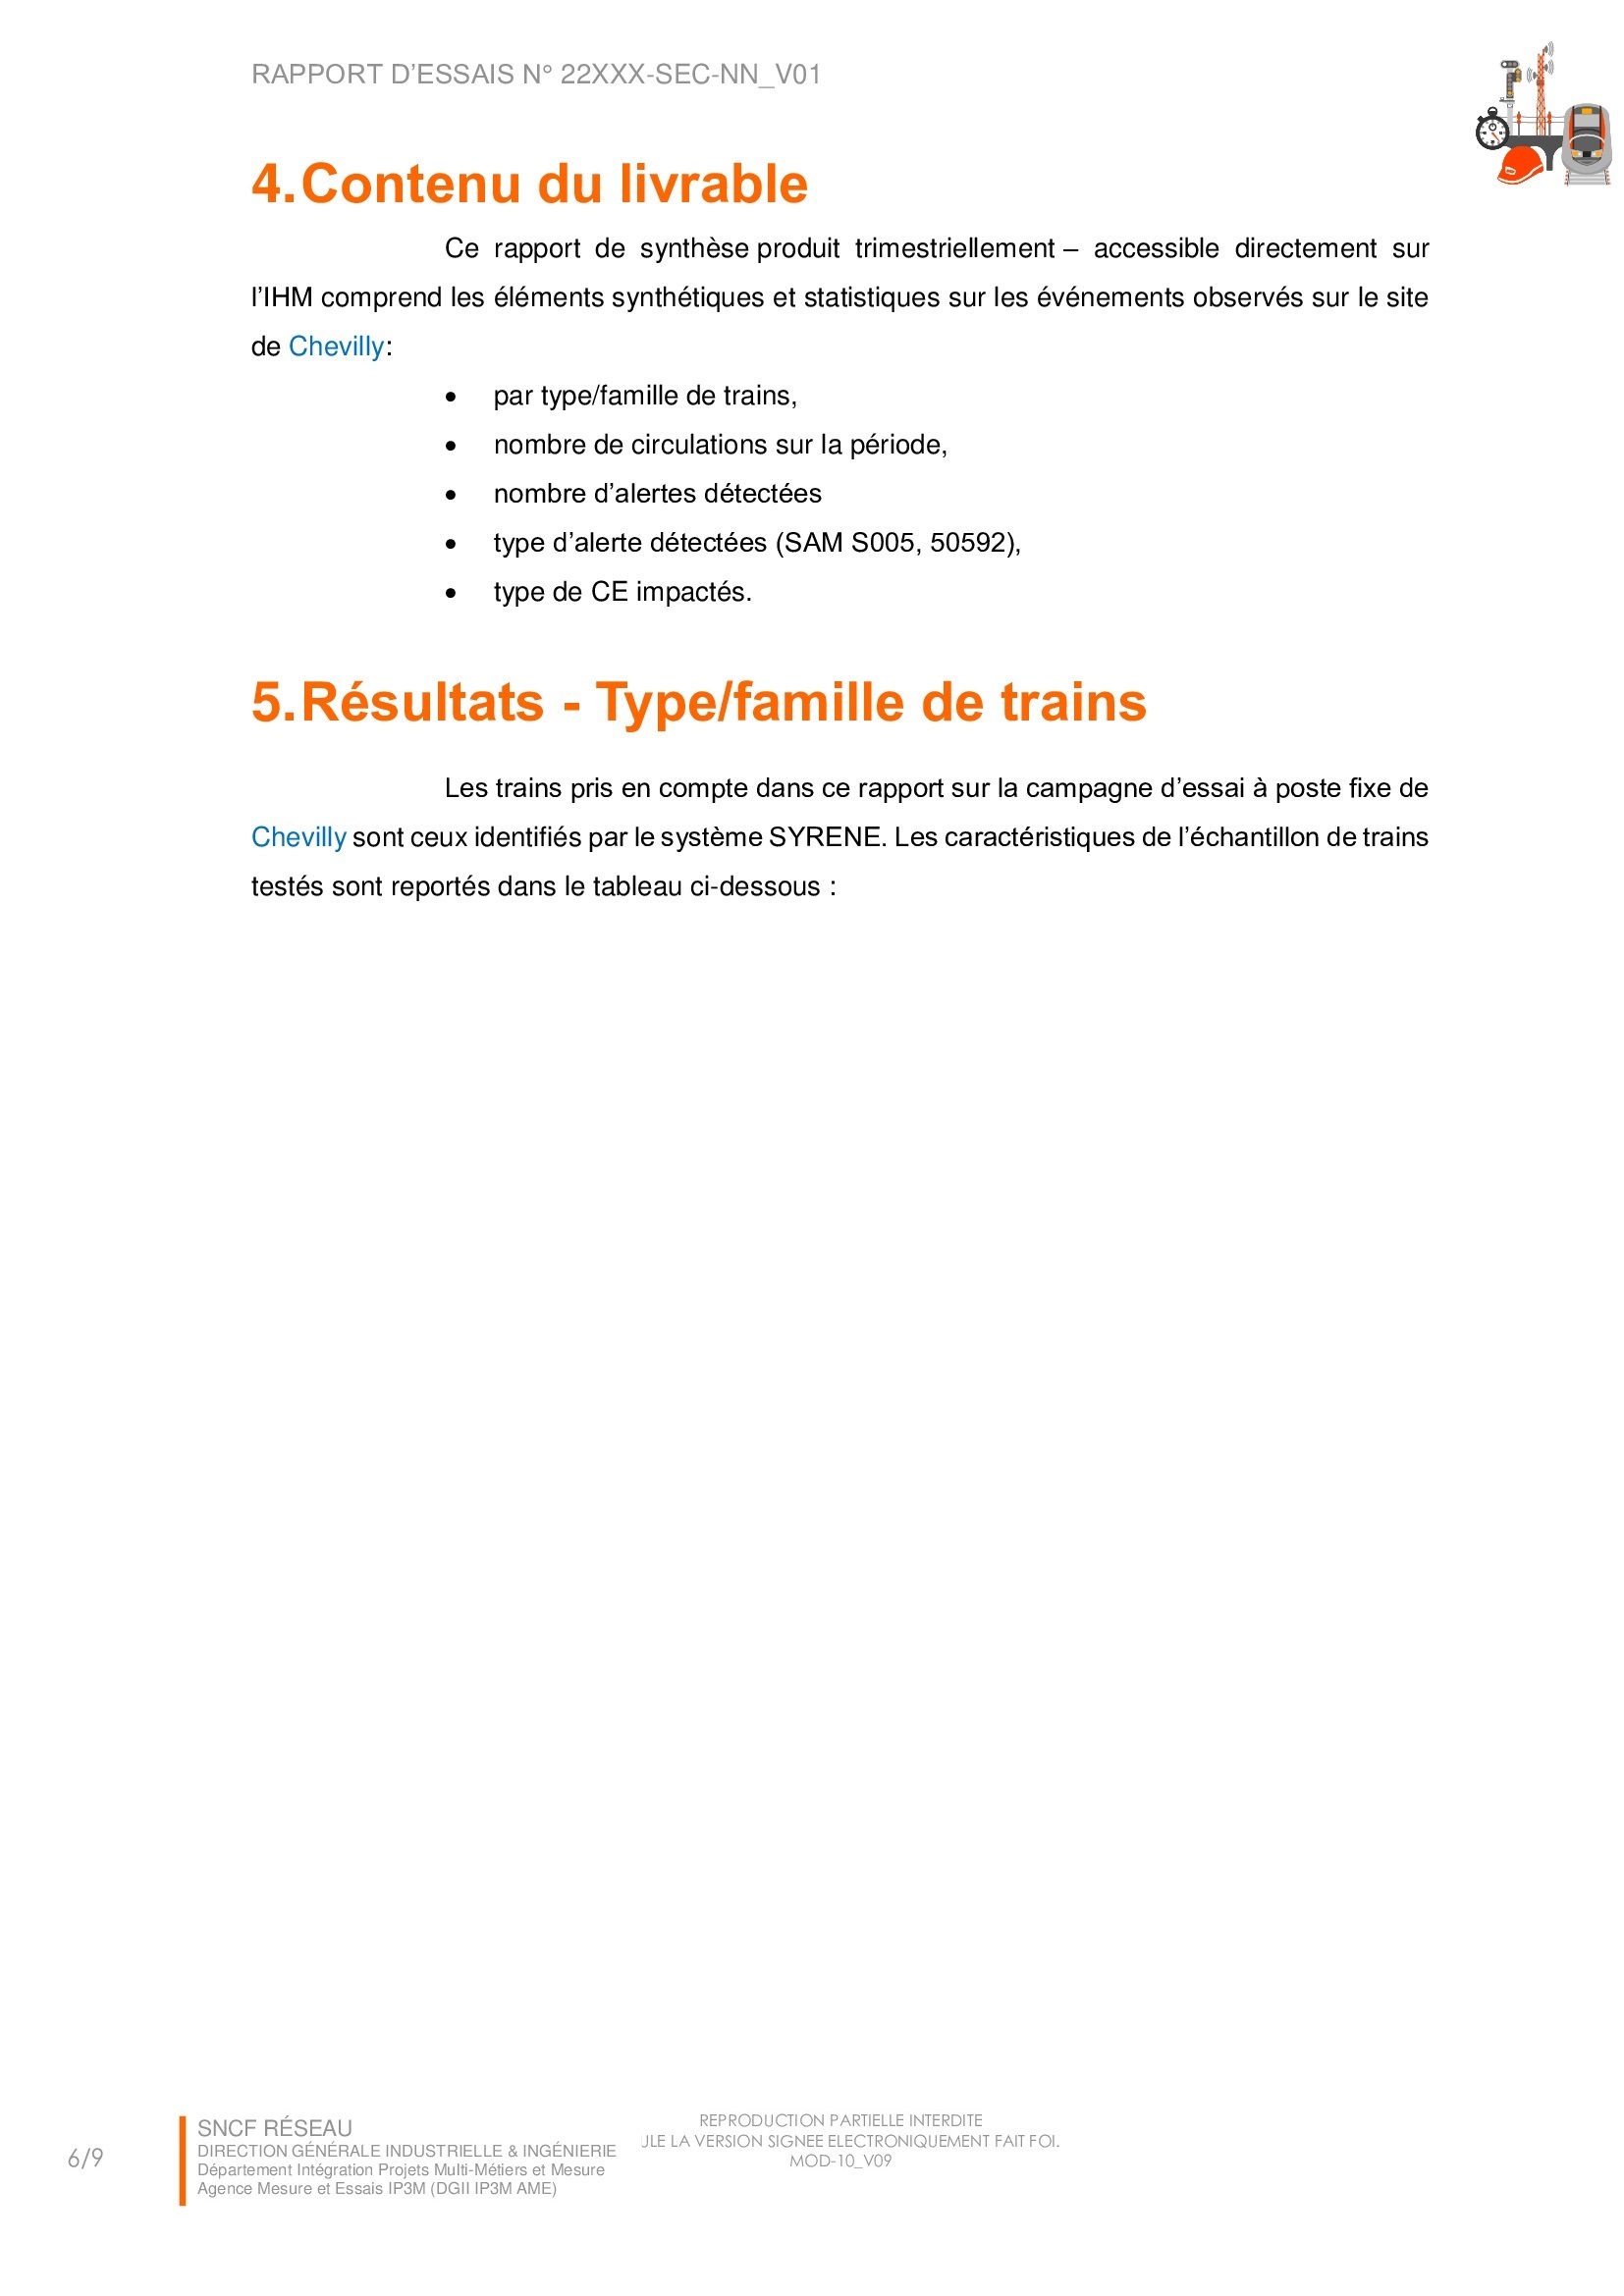 RAPPORT D’ESSAIS N° 22XXX-SEC-NN_V01
4.Contenu du livrable
Ce rapport de synthèse produit trimestriellement – accessible directement sur
l’IHM comprend les éléments synthétiques et statistiques sur les événements observés sur le site
de Chevilly:
• par type/famille de trains,
• nombre de circulations sur la période,
• nombre d’alertes détectées
• type d’alerte détectées (SAM S005, 50592),
• type de CE impactés.
5.Résultats - Type/famille de trains
Les trains pris en compte dans ce rapport sur la campagne d’essai à poste fixe de
Chevilly sont ceux identifiés par le système SYRENE. Les caractéristiques de l’échantillon de trains
testés sont reportés dans le tableau ci-dessous :
6/9
SNCF RÉSEAU
DIRECTION GÉNÉRALE INDUSTRIELLE & INGÉNIERIE
Département Intégration Projets Multi-Métiers et Mesure
Agence Mesure et Essais IP3M (DGII IP3M AME)
REPRODUCTION PARTIELLE INTERDITE
LA VERSION SIGNEE ELECTRONIQUEMENT FAIT FOI.
MOD-10_V09